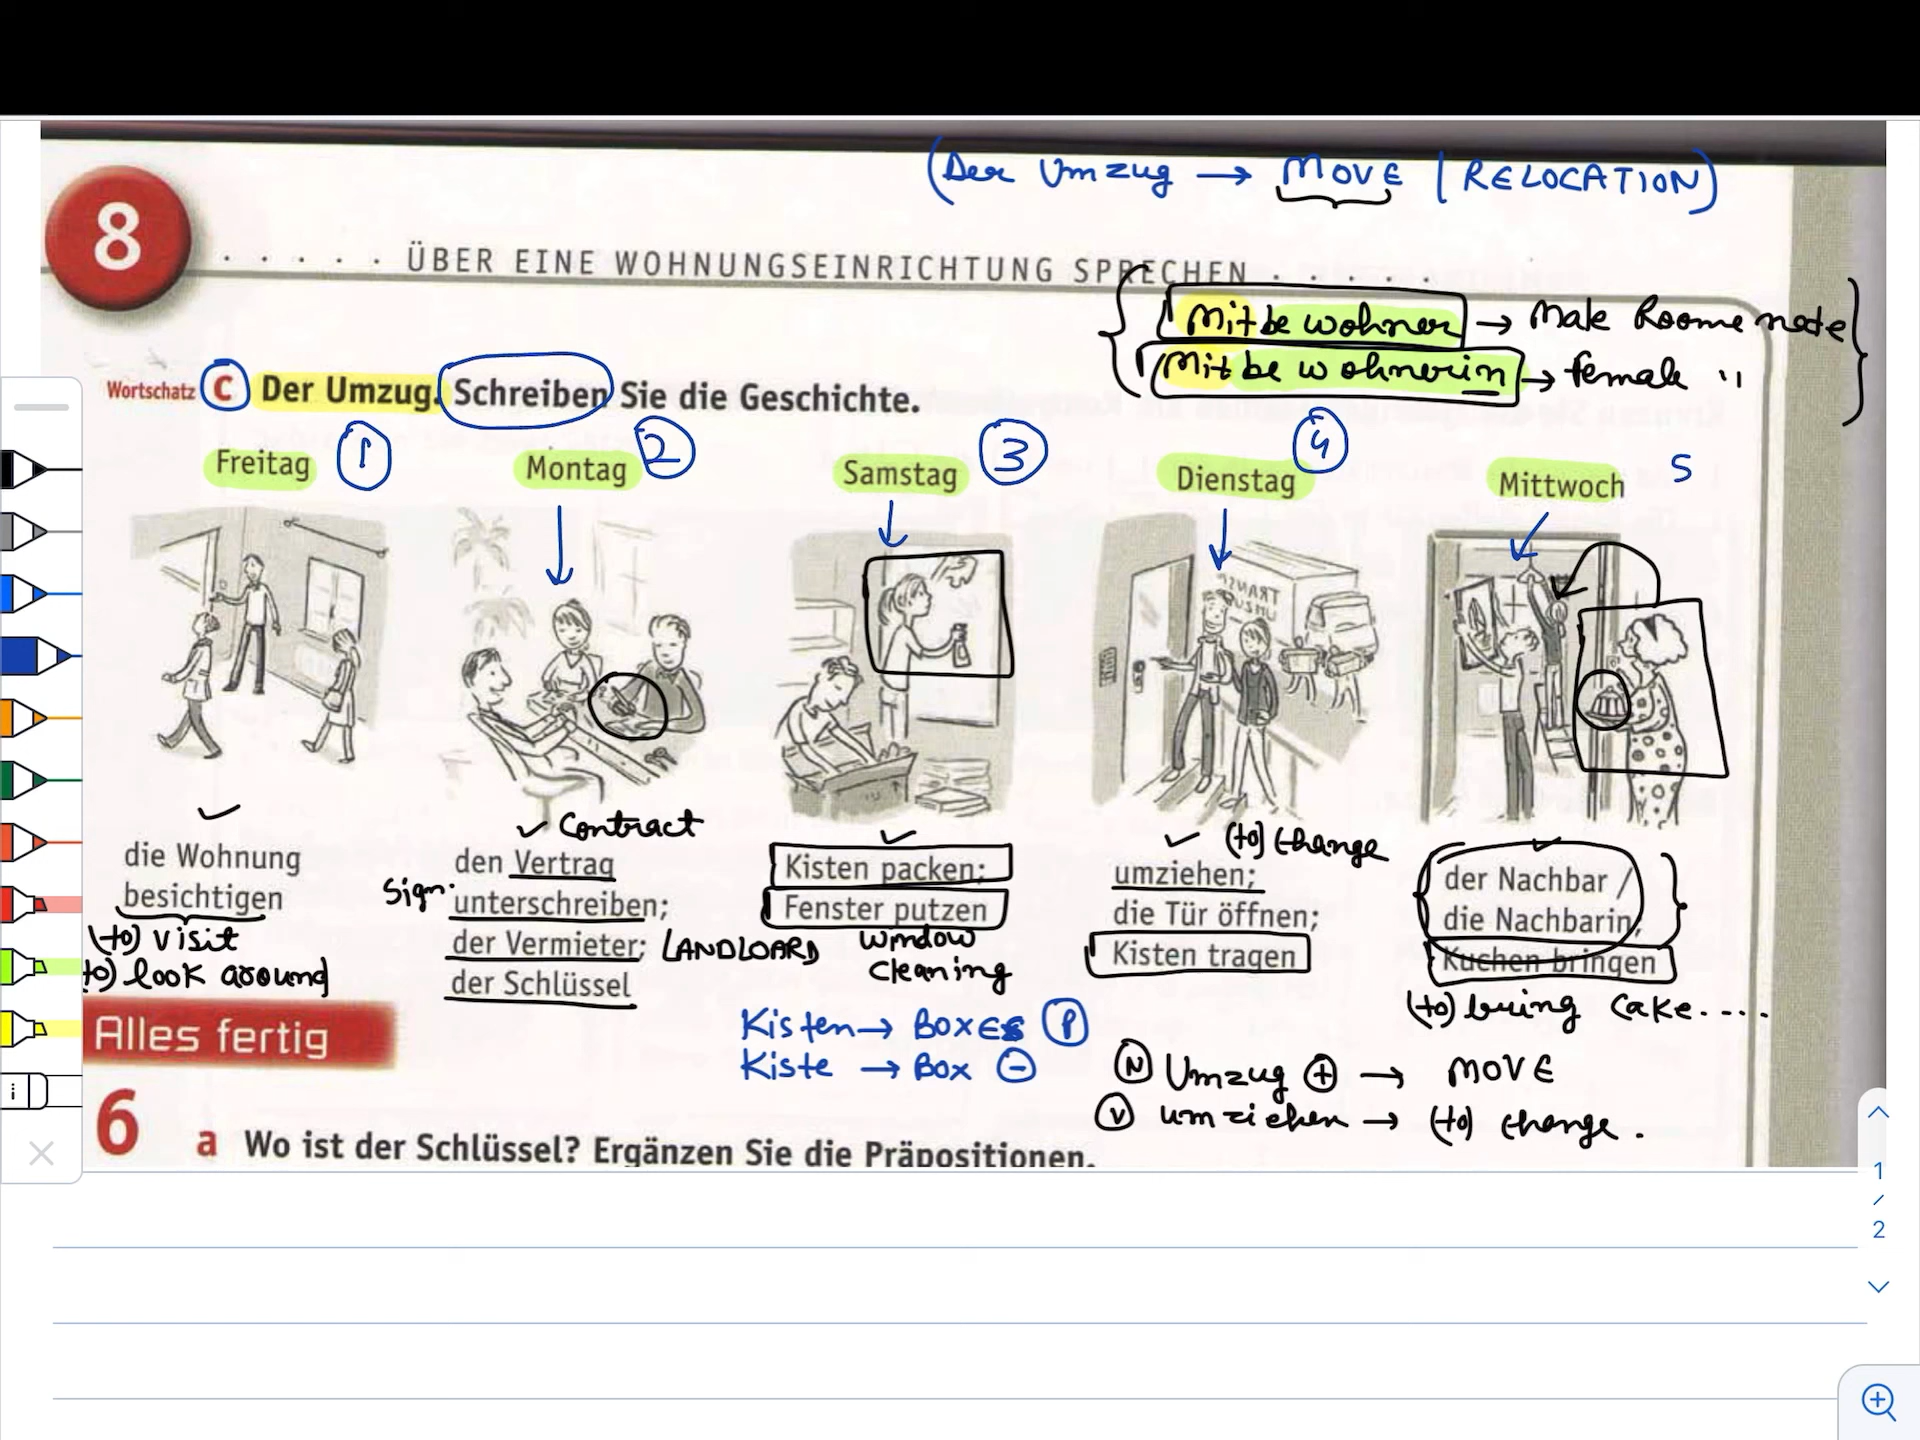 (Der Umzug → MOVE | RELOCATION)
8
ÜBER EINE WOHNUNGSEINRICHTUNG SPRECHEN
Mitbewohner → Male Roomemate
Mitbewohnerin → female "
Wortschatz C Der Umzug. Schreiben Sie die Geschichte.
Freitag 1 Montag 2 Samstag 3 Dienstag 4 Mittwoch 5
TRANSP
UMZU
✓ ✓ Contract ✓ ✓ (to) change ✓
die Wohnung
besichtigen
(to) visit
(to) look around
den Vertrag
Sign. unterschreiben;
der Vermieter; LANDLOARD
der Schlüssel
Kisten packen;
Fenster putzen
Window
Cleaning
umziehen;
die Tür öffnen;
Kisten tragen
der Nachbar /
die Nachbarin;
Kuchen bringen
(to) bring cake....
Kisten → BOXES P
Kiste → BOX −
N Umzug + → MOVE
V umziehen → (to) change.
Alles fertig
6 a Wo ist der Schlüssel? Ergänzen Sie die Präpositionen.
1
/
2